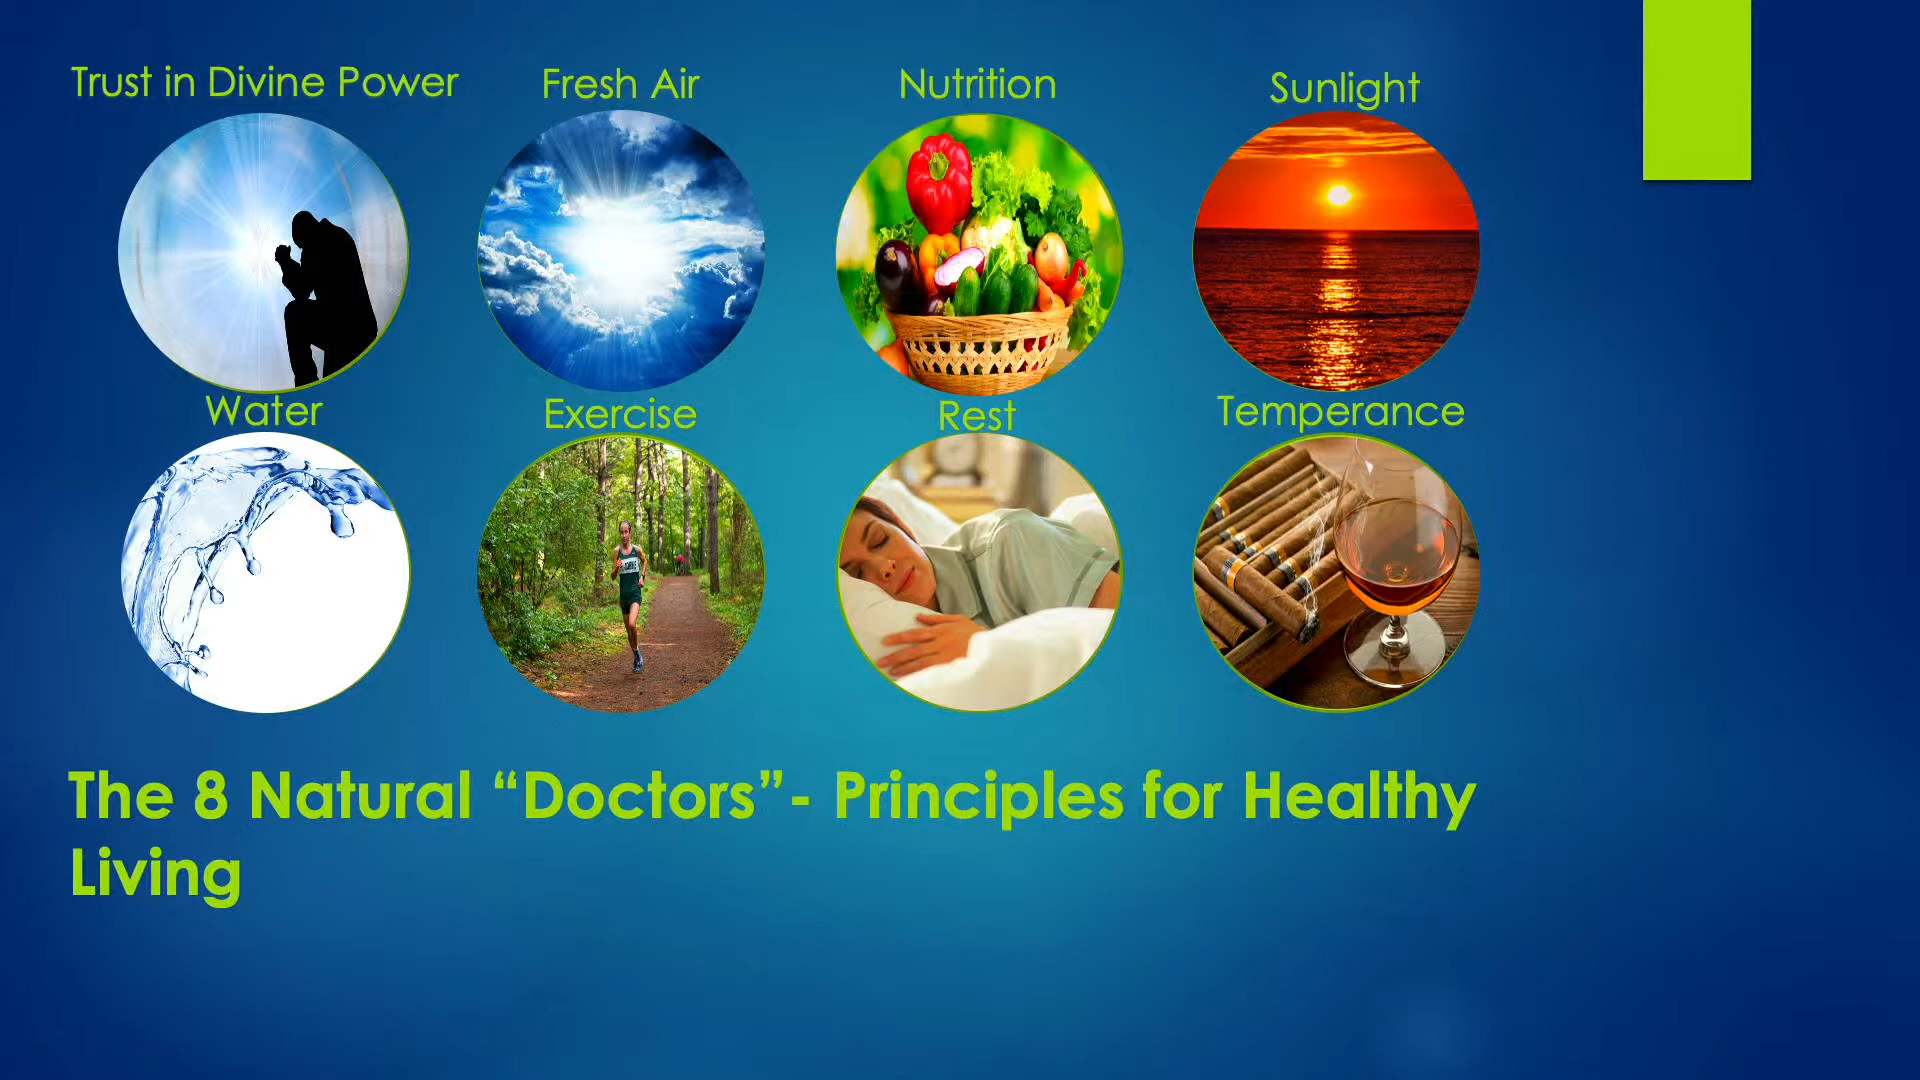 Trust in Divine Power
Fresh Air
Nutrition
Sunlight
Water
Exercise
Rest
Temperance
The 8 Natural “Doctors”- Principles for Healthy
Living